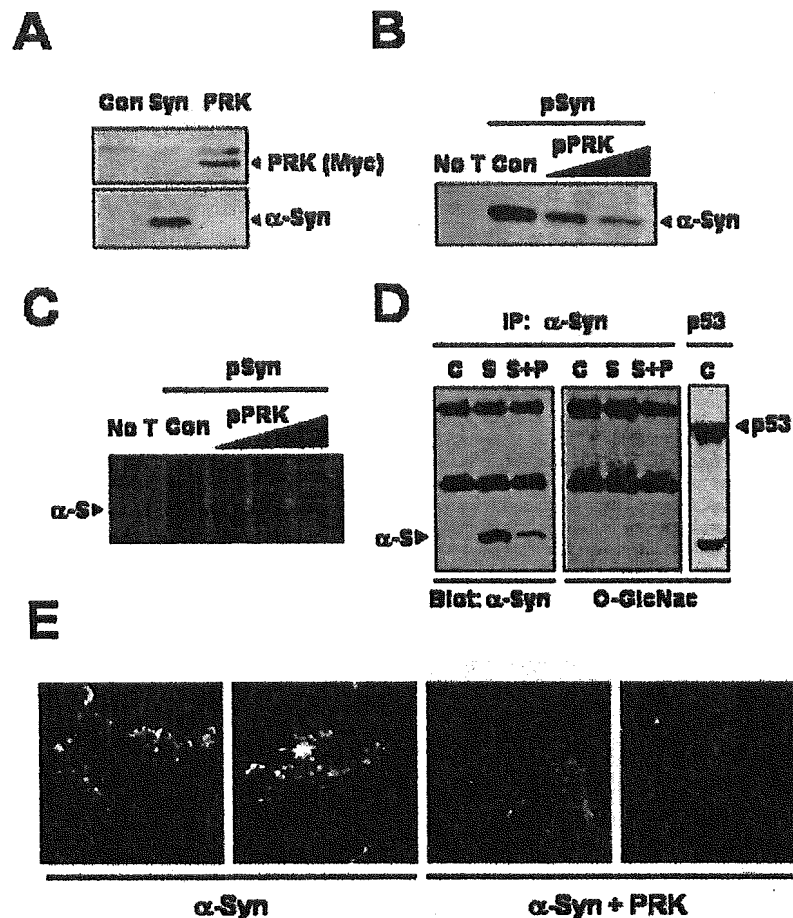 A
Con Syn PRK
PRK (Myc)
α-Syn
B
pSyn
pPRK
No T Con
α-Syn
C
pSyn
pPRK
No T Con
α-S
D
IP: α-Syn
p53
C S S+P C S S+P C
p53
α-S
Blot: α-Syn
O-GlcNac
E
α-Syn
α-Syn + PRK